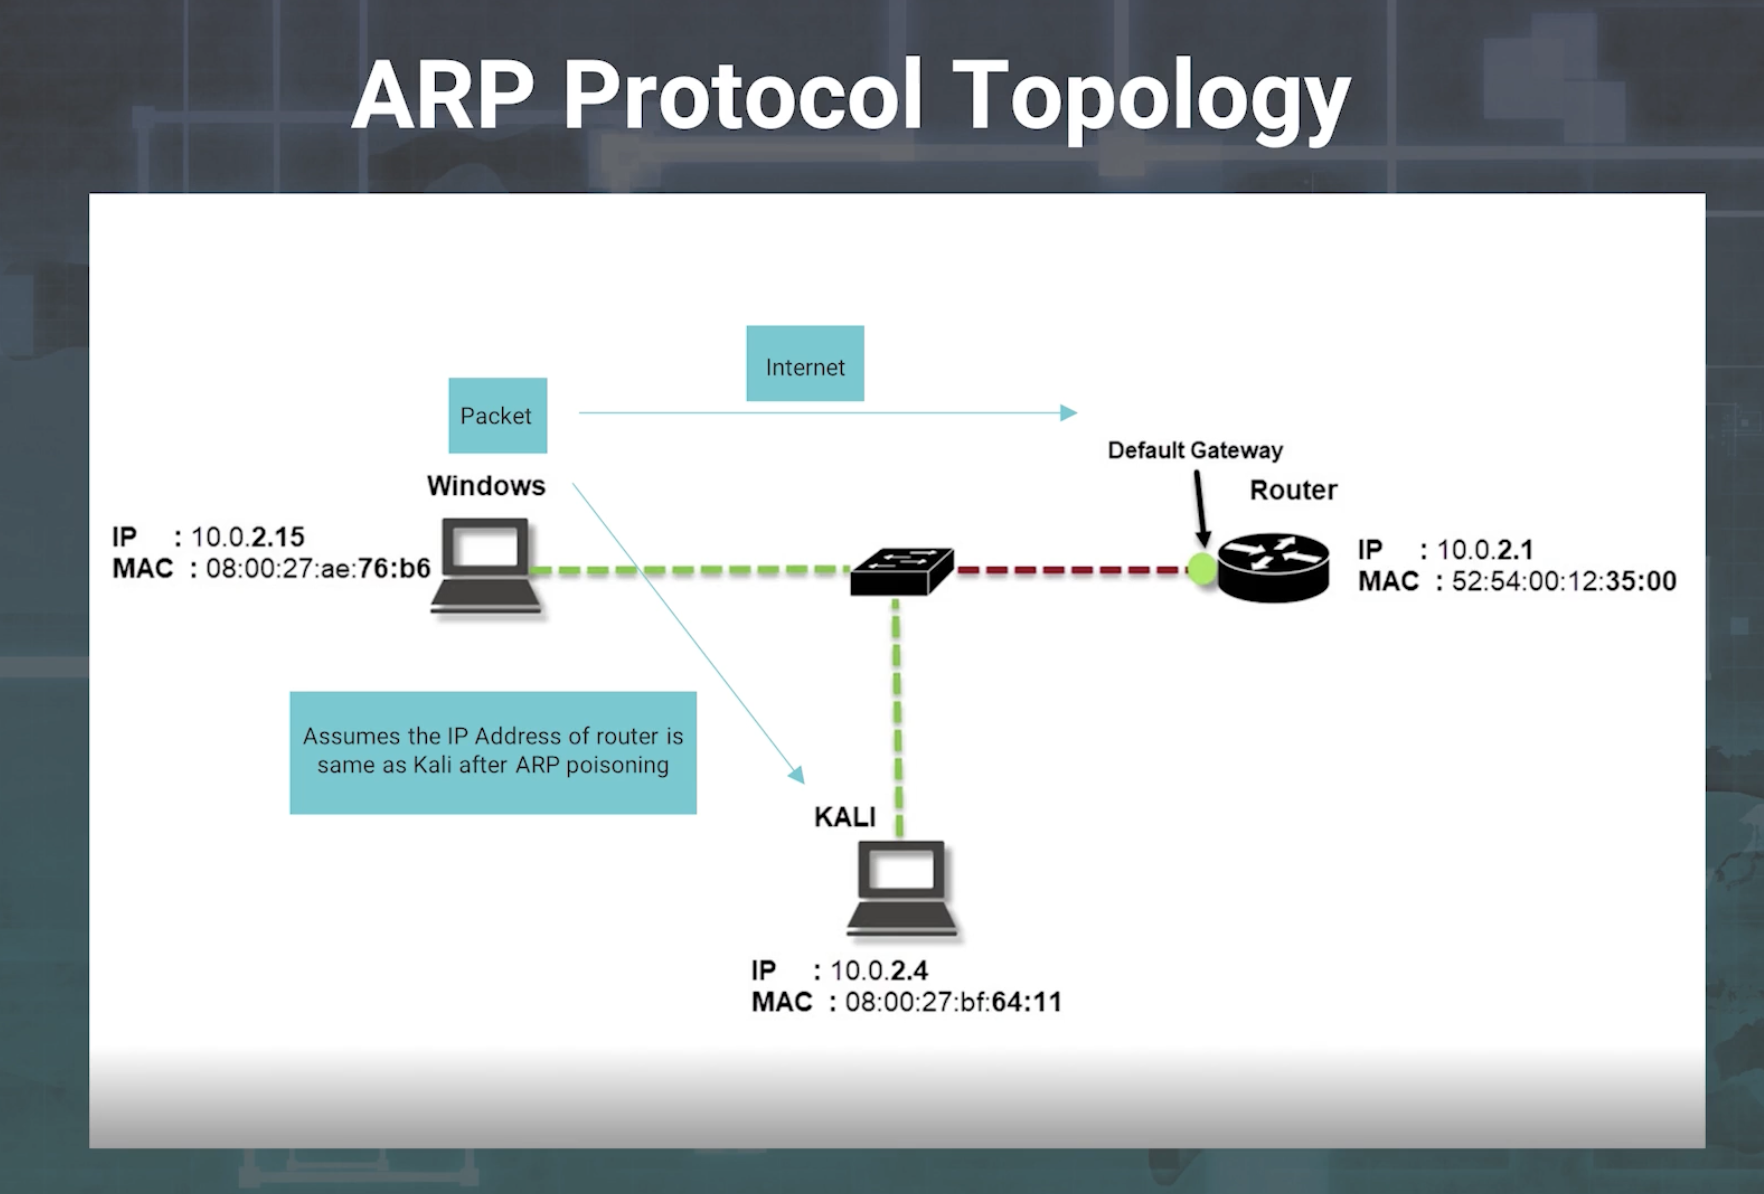 ARP Protocol Topology
Internet
Packet
Default Gateway
Windows
Router
IP : 10.0.2.15
MAC : 08:00:27:ae:76:b6
IP : 10.0.2.1
MAC : 52:54:00:12:35:00
Assumes the IP Address of router is
same as Kali after ARP poisoning
KALI
IP : 10.0.2.4
MAC : 08:00:27:bf:64:11